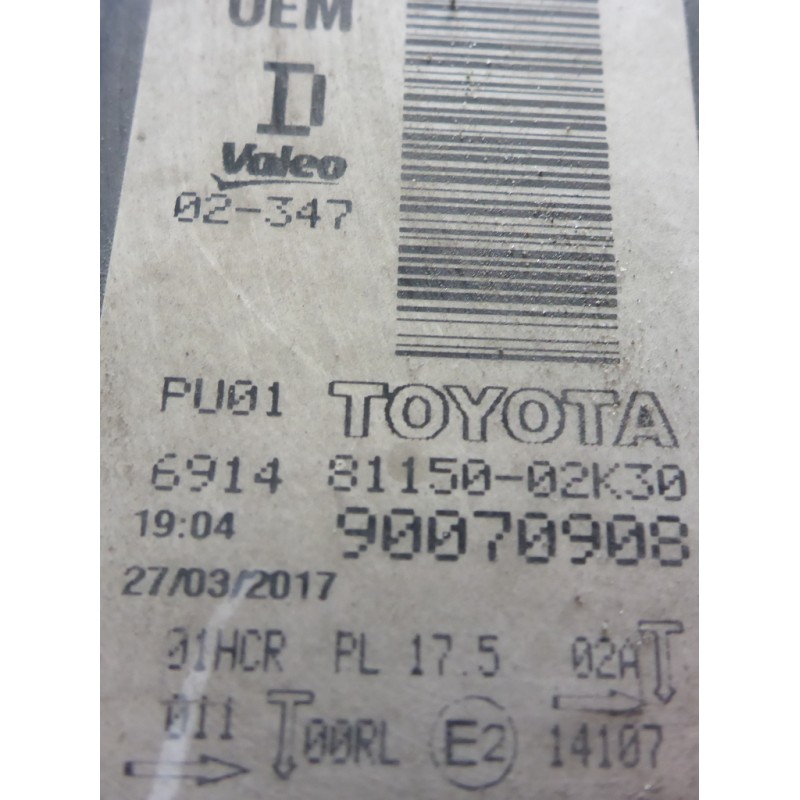 OEM
D
Valeo
02-347
PU01 TOYOTA
6914 81150-02K30
19:04 90070908
27/03/2017
01HCR PL 17.5 02A
011 00RL E2 14107